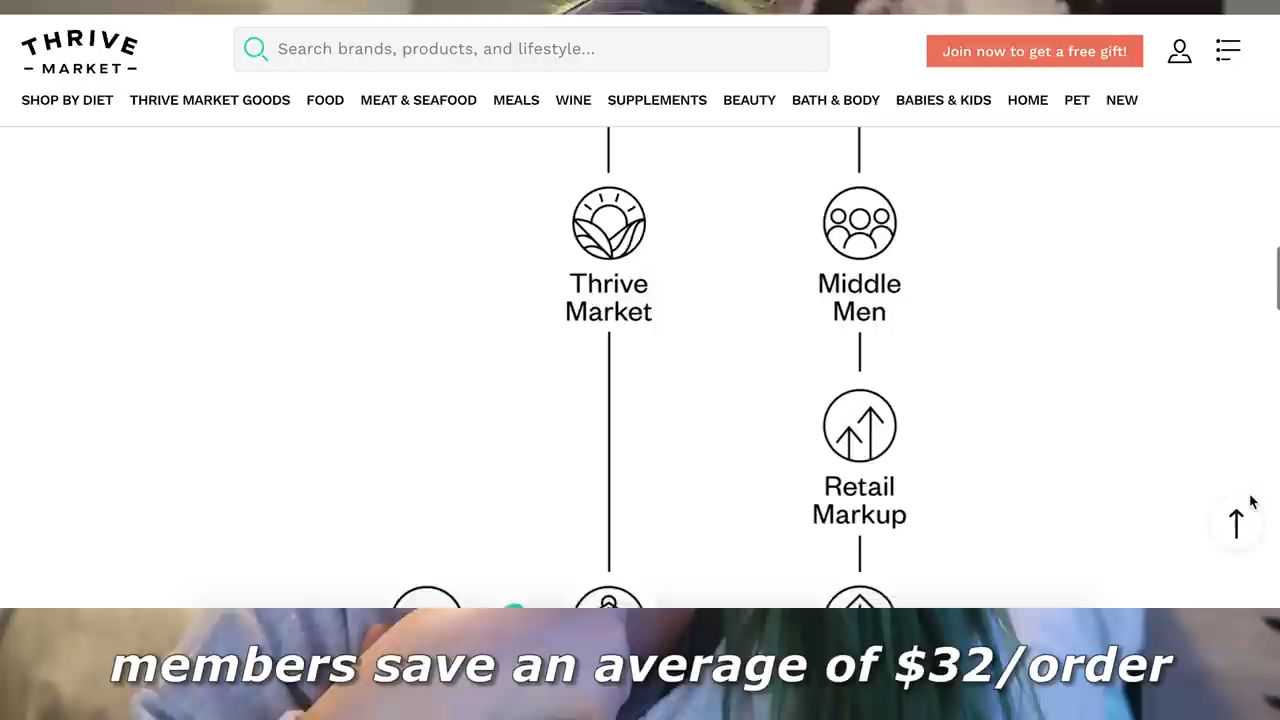 THRIVE
MARKET
Search brands, products, and lifestyle...
Join now to get a free gift!
SHOP BY DIET THRIVE MARKET GOODS FOOD MEAT & SEAFOOD MEALS WINE SUPPLEMENTS BEAUTY BATH & BODY BABIES & KIDS HOME PET NEW
Thrive
Market
Middle
Men
Retail
Markup
members save an average of $32/order